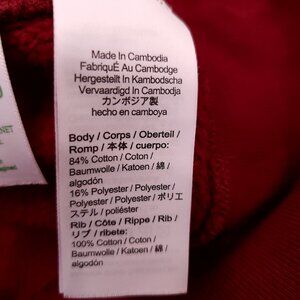 Made In Cambodia
FabriquÉ Au Cambodge
Hergestellt In Kambodscha
Vervaardigd In Cambodja
カンボジア製
hecho en camboya
Body / Corps / Oberteil /
Romp / 本体 / cuerpo:
84% Cotton / Coton /
Baumwolle / Katoen / 綿 /
algodón
16% Polyester / Polyester /
Polyester / Polyester / ポリエ
ステル / poliéster
Rib / Côte / Rippe / Rib /
リブ / ribete:
100% Cotton / Coton /
Baumwolle / Katoen / 綿 /
algodón